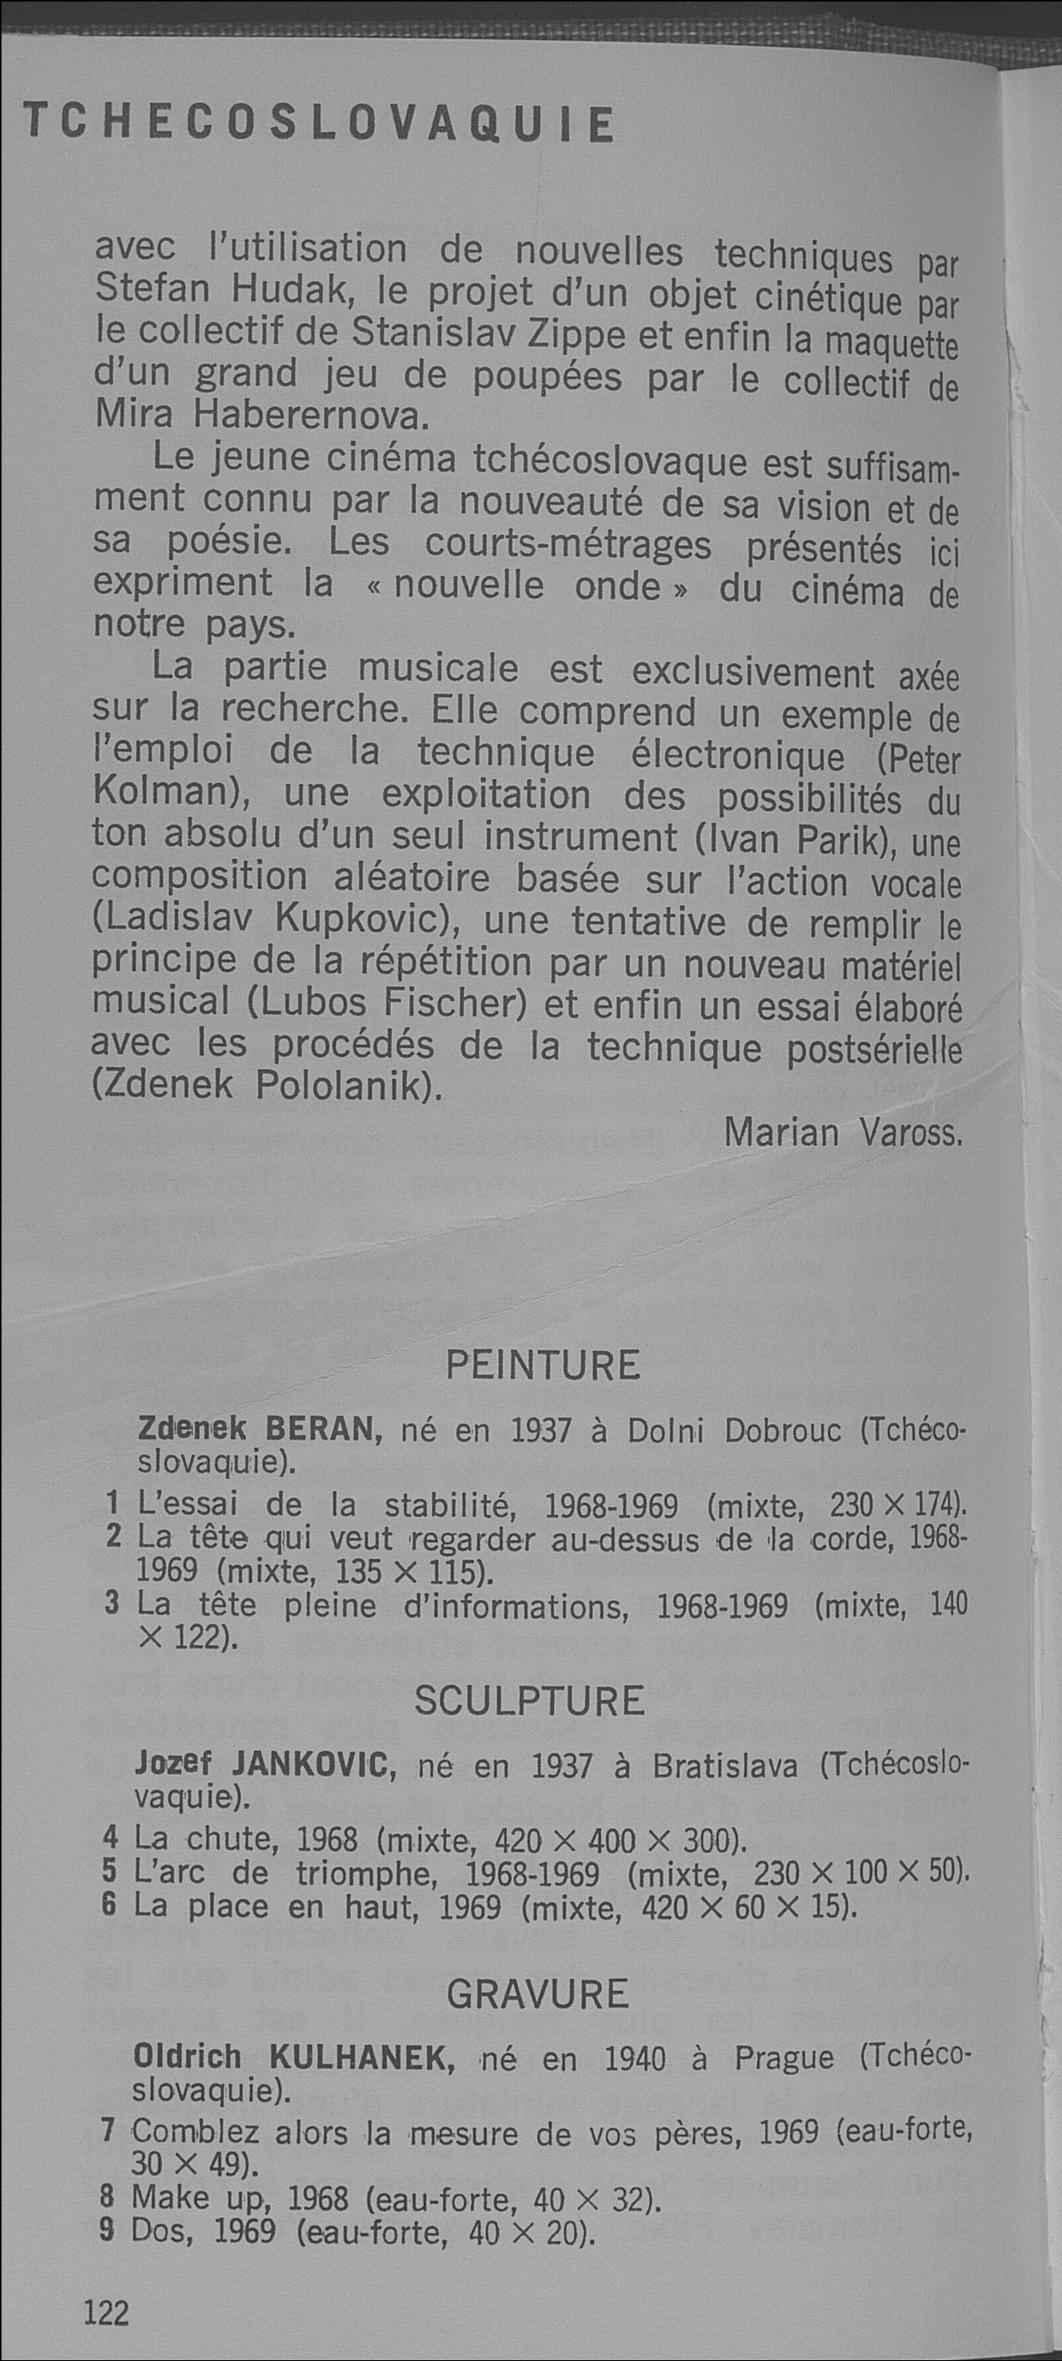 TCHECOSLOVAQUIE
avec l'utilisation de nouvelles techniques par
Stefan Hudak, le projet d'un objet cinétique par
le collectif de Stanislav Zippe et enfin la maquette
d'un grand jeu de poupées par le collectif de
Mira Haberernova.
Le jeune cinéma tchécoslovaque est suffisam-
ment connu par la nouveauté de sa vision et de
sa poésie. Les courts-métrages présentés ici
expriment la « nouvelle onde » du cinéma de
notre pays.
La partie musicale est exclusivement axée
sur la recherche. Elle comprend un exemple de
l'emploi de la technique électronique (Peter
Kolman), une exploitation des possibilités du
ton absolu d'un seul instrument (Ivan Parik), une
composition aléatoire basée sur l'action vocale
(Ladislav Kupkovic), une tentative de remplir le
principe de la répétition par un nouveau matériel
musical (Lubos Fischer) et enfin un essai élaboré
avec les procédés de la technique postsérielle
(Zdenek Pololanik).
Marian Vaross.
PEINTURE
Zdenek BERAN, né en 1937 à Dolni Dobrouc (Tchéco-
slovaquie).
1 L'essai de la stabilité, 1968-1969 (mixte, 230 × 174).
2 La tête qui veut regarder au-dessus de la corde, 1968-
1969 (mixte, 135 × 115).
3 La tête pleine d'informations, 1968-1969 (mixte, 140
× 122).
SCULPTURE
Jozef JANKOVIC, né en 1937 à Bratislava (Tchécoslo-
vaquie).
4 La chute, 1968 (mixte, 420 × 400 × 300).
5 L'arc de triomphe, 1968-1969 (mixte, 230 × 100 × 50).
6 La place en haut, 1969 (mixte, 420 × 60 × 15).
GRAVURE
Oldrich KULHANEK, né en 1940 à Prague (Tchéco-
slovaquie).
7 Comblez alors la mesure de vos pères, 1969 (eau-forte,
30 × 49).
8 Make up, 1968 (eau-forte, 40 × 32).
9 Dos, 1969 (eau-forte, 40 × 20).
122